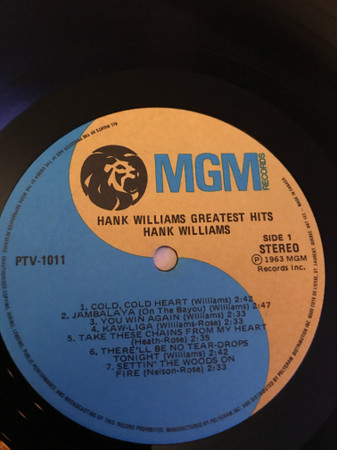 MGM
RECORDS
HANK WILLIAMS GREATEST HITS
HANK WILLIAMS
PTV-1011
SIDE 1
STEREO
Ⓟ 1963 MGM
Records Inc.
1. COLD, COLD HEART (Williams) 2:42
2. JAMBALAYA (On The Bayou) (Williams) 2:47
3. YOU WIN AGAIN (Williams) 2:33
4. KAW-LIGA (Williams-Rose) 2:33
5. TAKE THESE CHAINS FROM MY HEART
(Heath-Rose) 2:35
6. THERE'LL BE NO TEAR-DROPS
TONIGHT (Williams) 2:42
7. SETTIN' THE WOODS ON
FIRE (Nelson-Rose) 2:33